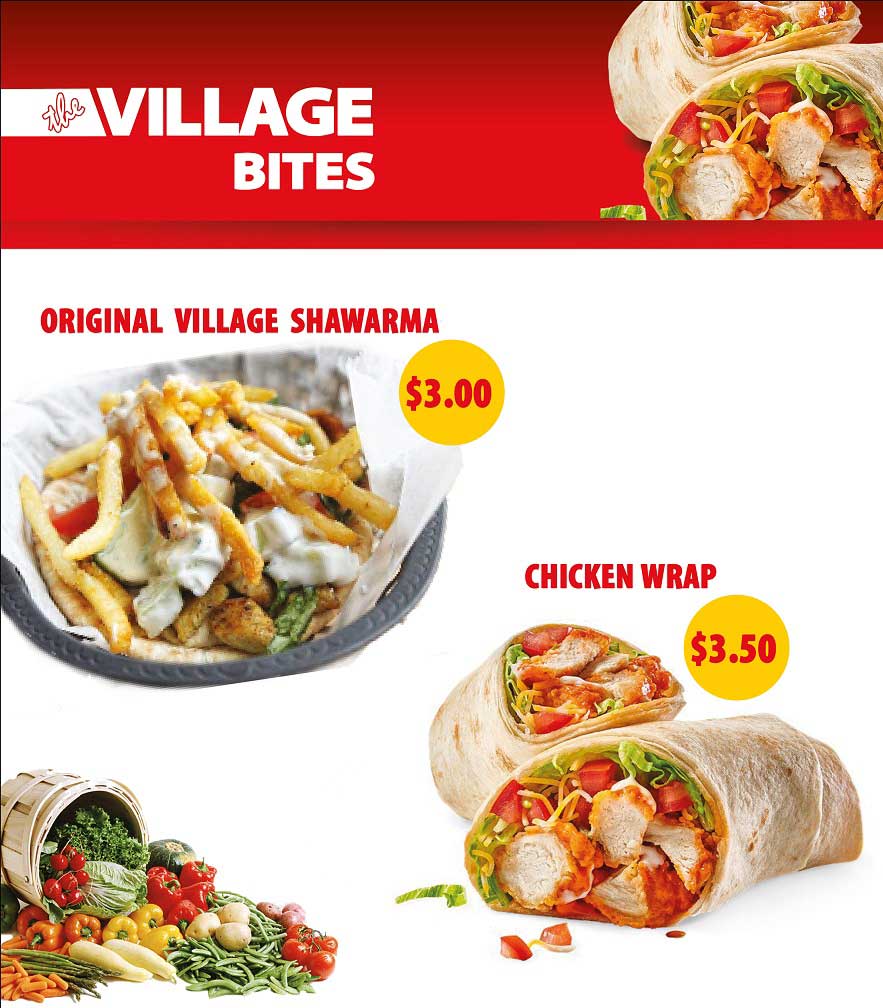 the VILLAGE
BITES
ORIGINAL VILLAGE SHAWARMA
$3.00
CHICKEN WRAP
$3.50